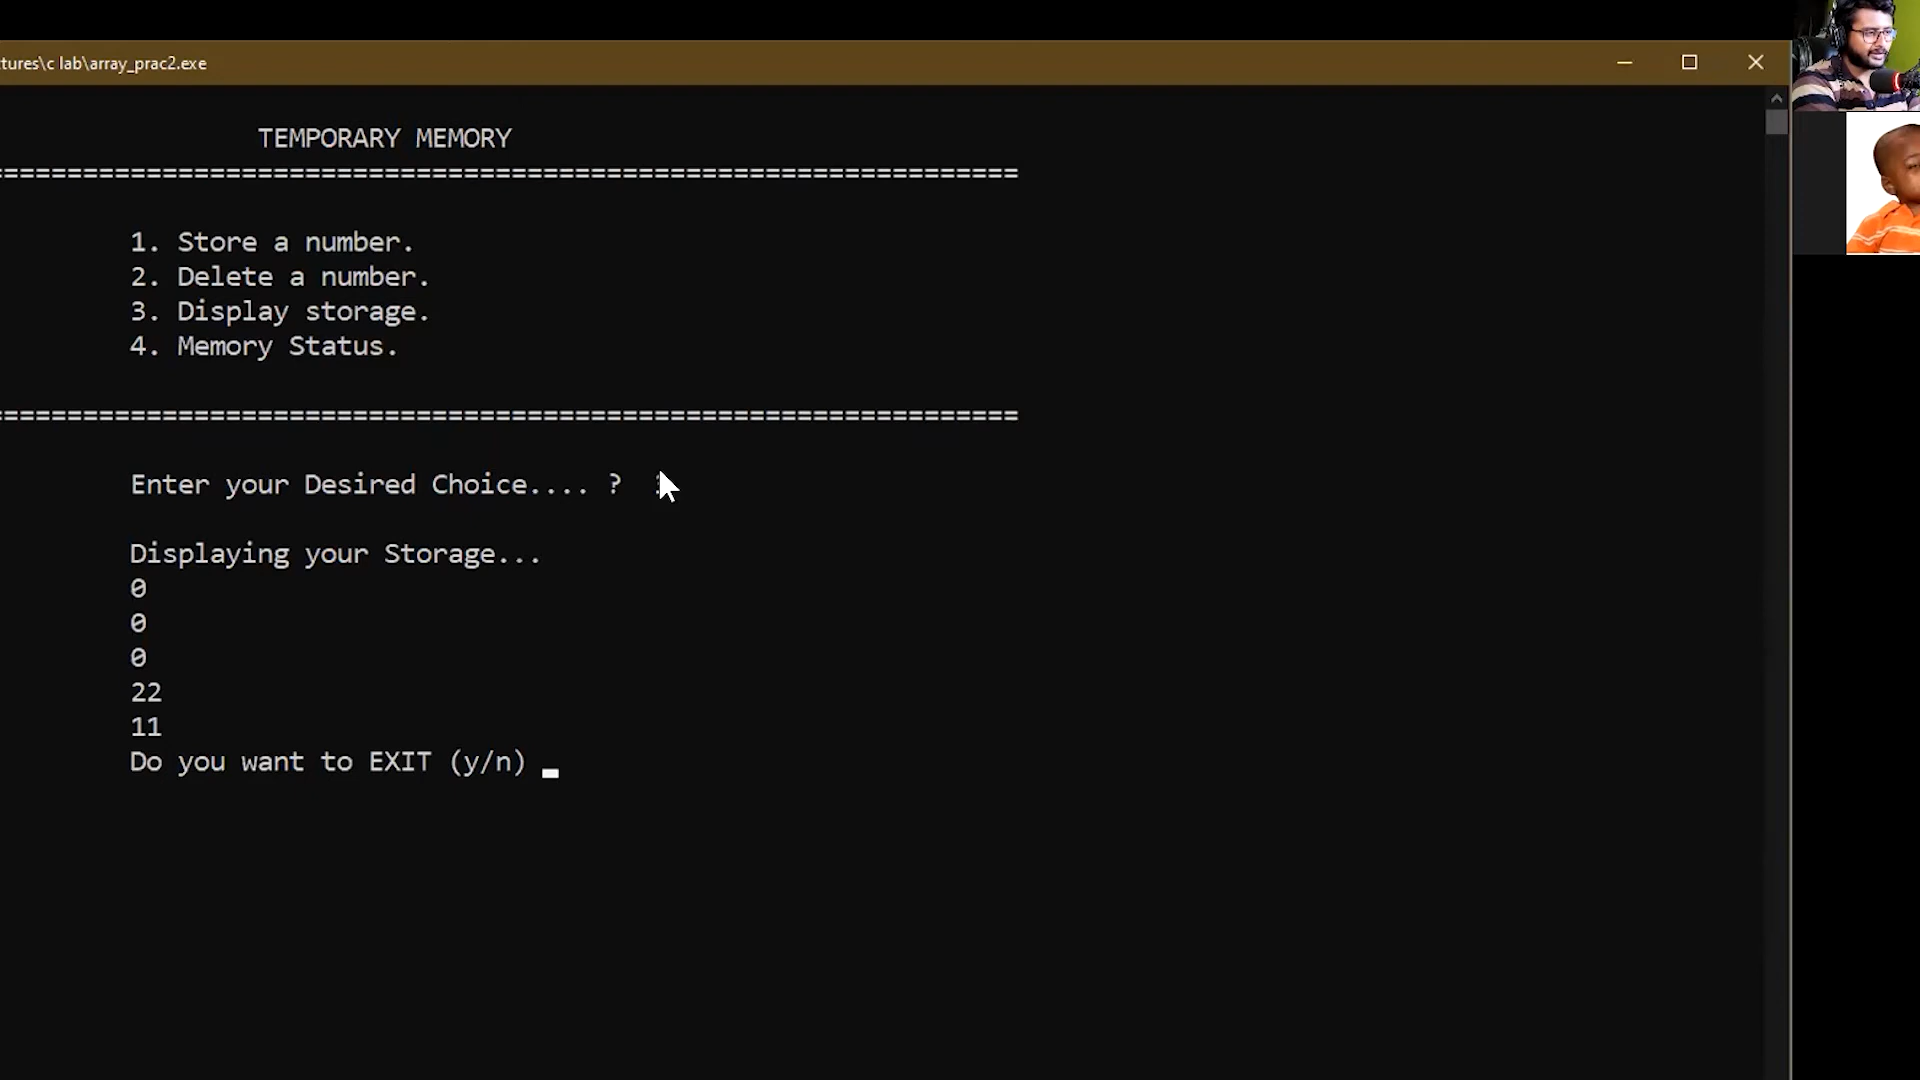 tures\c lab\array_prac2.exe
TEMPORARY MEMORY
================================================================
1. Store a number.
2. Delete a number.
3. Display storage.
4. Memory Status.
================================================================
Enter your Desired Choice.... ?
Displaying your Storage...
0
0
0
22
11
Do you want to EXIT (y/n)